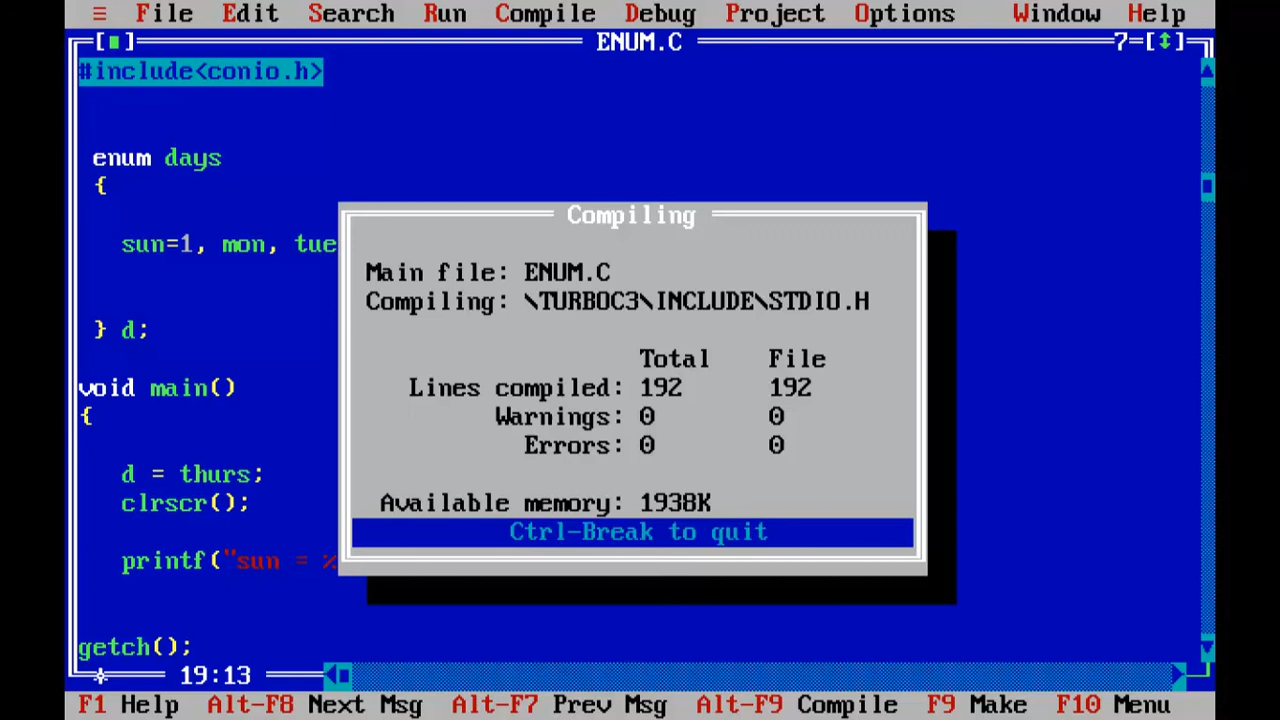 ≡ File Edit Search Run Compile Debug Project Options Window Help
[■] ENUM.C 7=[↕]
#include<conio.h>
enum days
{
sun=1, mon, tue
} d;
void main()
{
d = thurs;
clrscr();
printf("sun = %
getch();
Compiling
Main file: ENUM.C
Compiling: \TURBOC3\INCLUDE\STDIO.H
Total File
Lines compiled: 192 192
Warnings: 0 0
Errors: 0 0
Available memory: 1938K
Ctrl-Break to quit
19:13
F1 Help Alt-F8 Next Msg Alt-F7 Prev Msg Alt-F9 Compile F9 Make F10 Menu